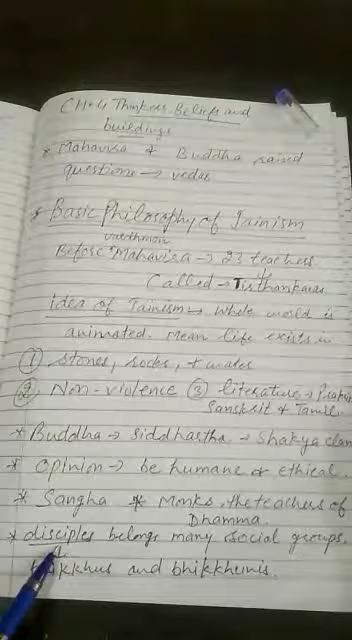 CH:4 Thinkers Beliefs and
buildings
* Mahavira & Buddha raised
questions → vedas
* Basic Philosophy of Jainism
vardhman
Before Mahavira → 23 teachers
Called → Tirthankaras
idea of Jainism → Whole world is
animated. Mean life exists in
① stones, rocks, + water
② Non-violence ③ literature → Prakrit
Sanskrit & Tamil
* Buddha → Siddhartha → Shakya clan
* opinion → be humane or ethical.
* Sangha * Monks, the teachers of
Dhamma.
* disciples belongs many social groups.
bhikkhus and bhikkhunis.